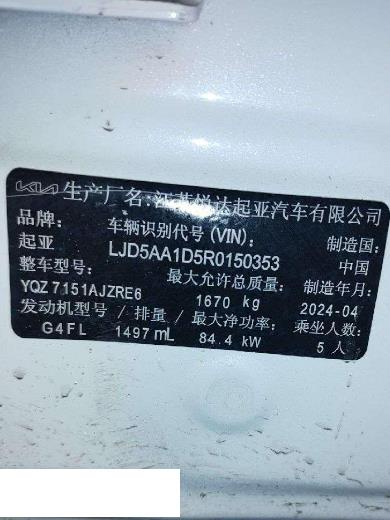 KIA 生产厂名:江苏悦达起亚汽车有限公司
品牌: 车辆识别代号(VIN): 制造国:
起亚 LJD5AA1D5R0150353 中国
整车型号: 最大允许总质量: 制造年月:
YQZ7151AJZRE6 1670 kg 2024-04
发动机型号/排量/最大净功率: 乘坐人数:
G4FL 1497mL 84.4 kW 5人